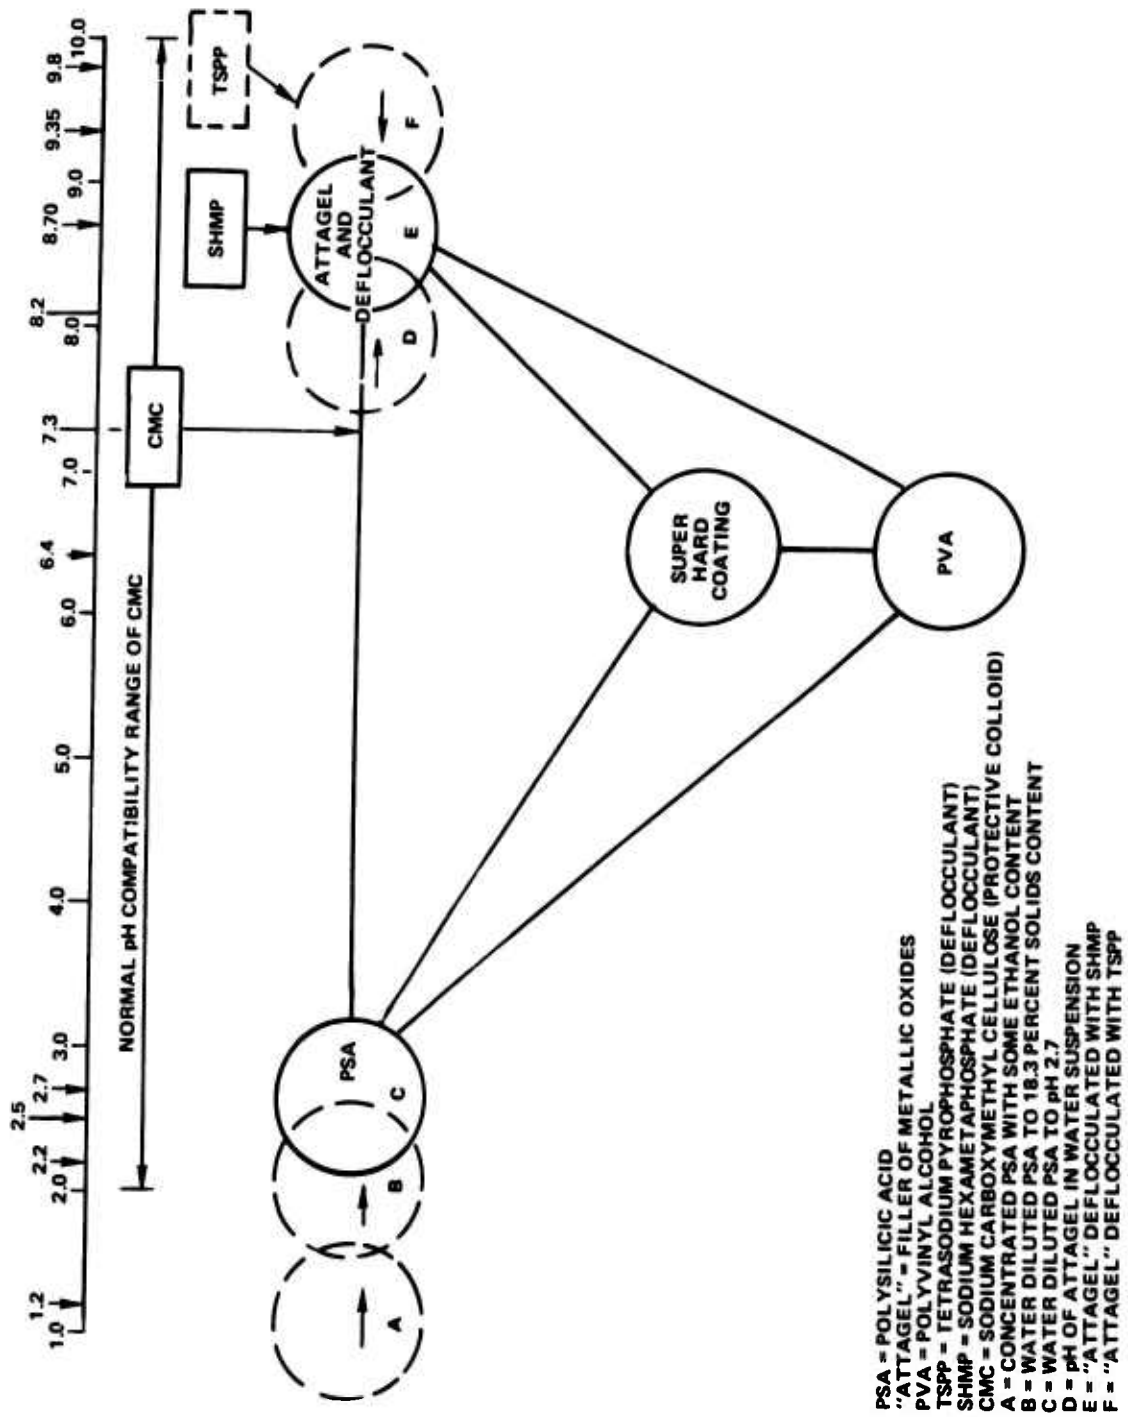 1.0
1.2
2.0
2.2
2.5
2.7
3.0
4.0
5.0
6.0
6.4
7.0
7.3
8.0
8.2
8.70
9.0
9.35
9.8
10.0
NORMAL pH COMPATIBILITY RANGE OF CMC
CMC
SHMP
TSPP
A
B
C
PSA
D
ATTAGEL
AND
DEFLOCCULANT
E
F
SUPER
HARD
COATING
PVA
PSA = POLYSILICIC ACID
"ATTAGEL" = FILLER OF METALLIC OXIDES
PVA = POLYVINYL ALCOHOL
TSPP = TETRASODIUM PYROPHOSPHATE (DEFLOCCULANT)
SHMP = SODIUM HEXAMETAPHOSPHATE (DEFLOCCULANT)
CMC = SODIUM CARBOXYMETHYL CELLULOSE (PROTECTIVE COLLOID)
A = CONCENTRATED PSA WITH SOME ETHANOL CONTENT
B = WATER DILUTED PSA TO 18.3 PERCENT SOLIDS CONTENT
C = WATER DILUTED PSA TO pH 2.7
D = pH OF ATTAGEL IN WATER SUSPENSION
E = "ATTAGEL" DEFLOCCULATED WITH SHMP
F = "ATTAGEL" DEFLOCCULATED WITH TSPP